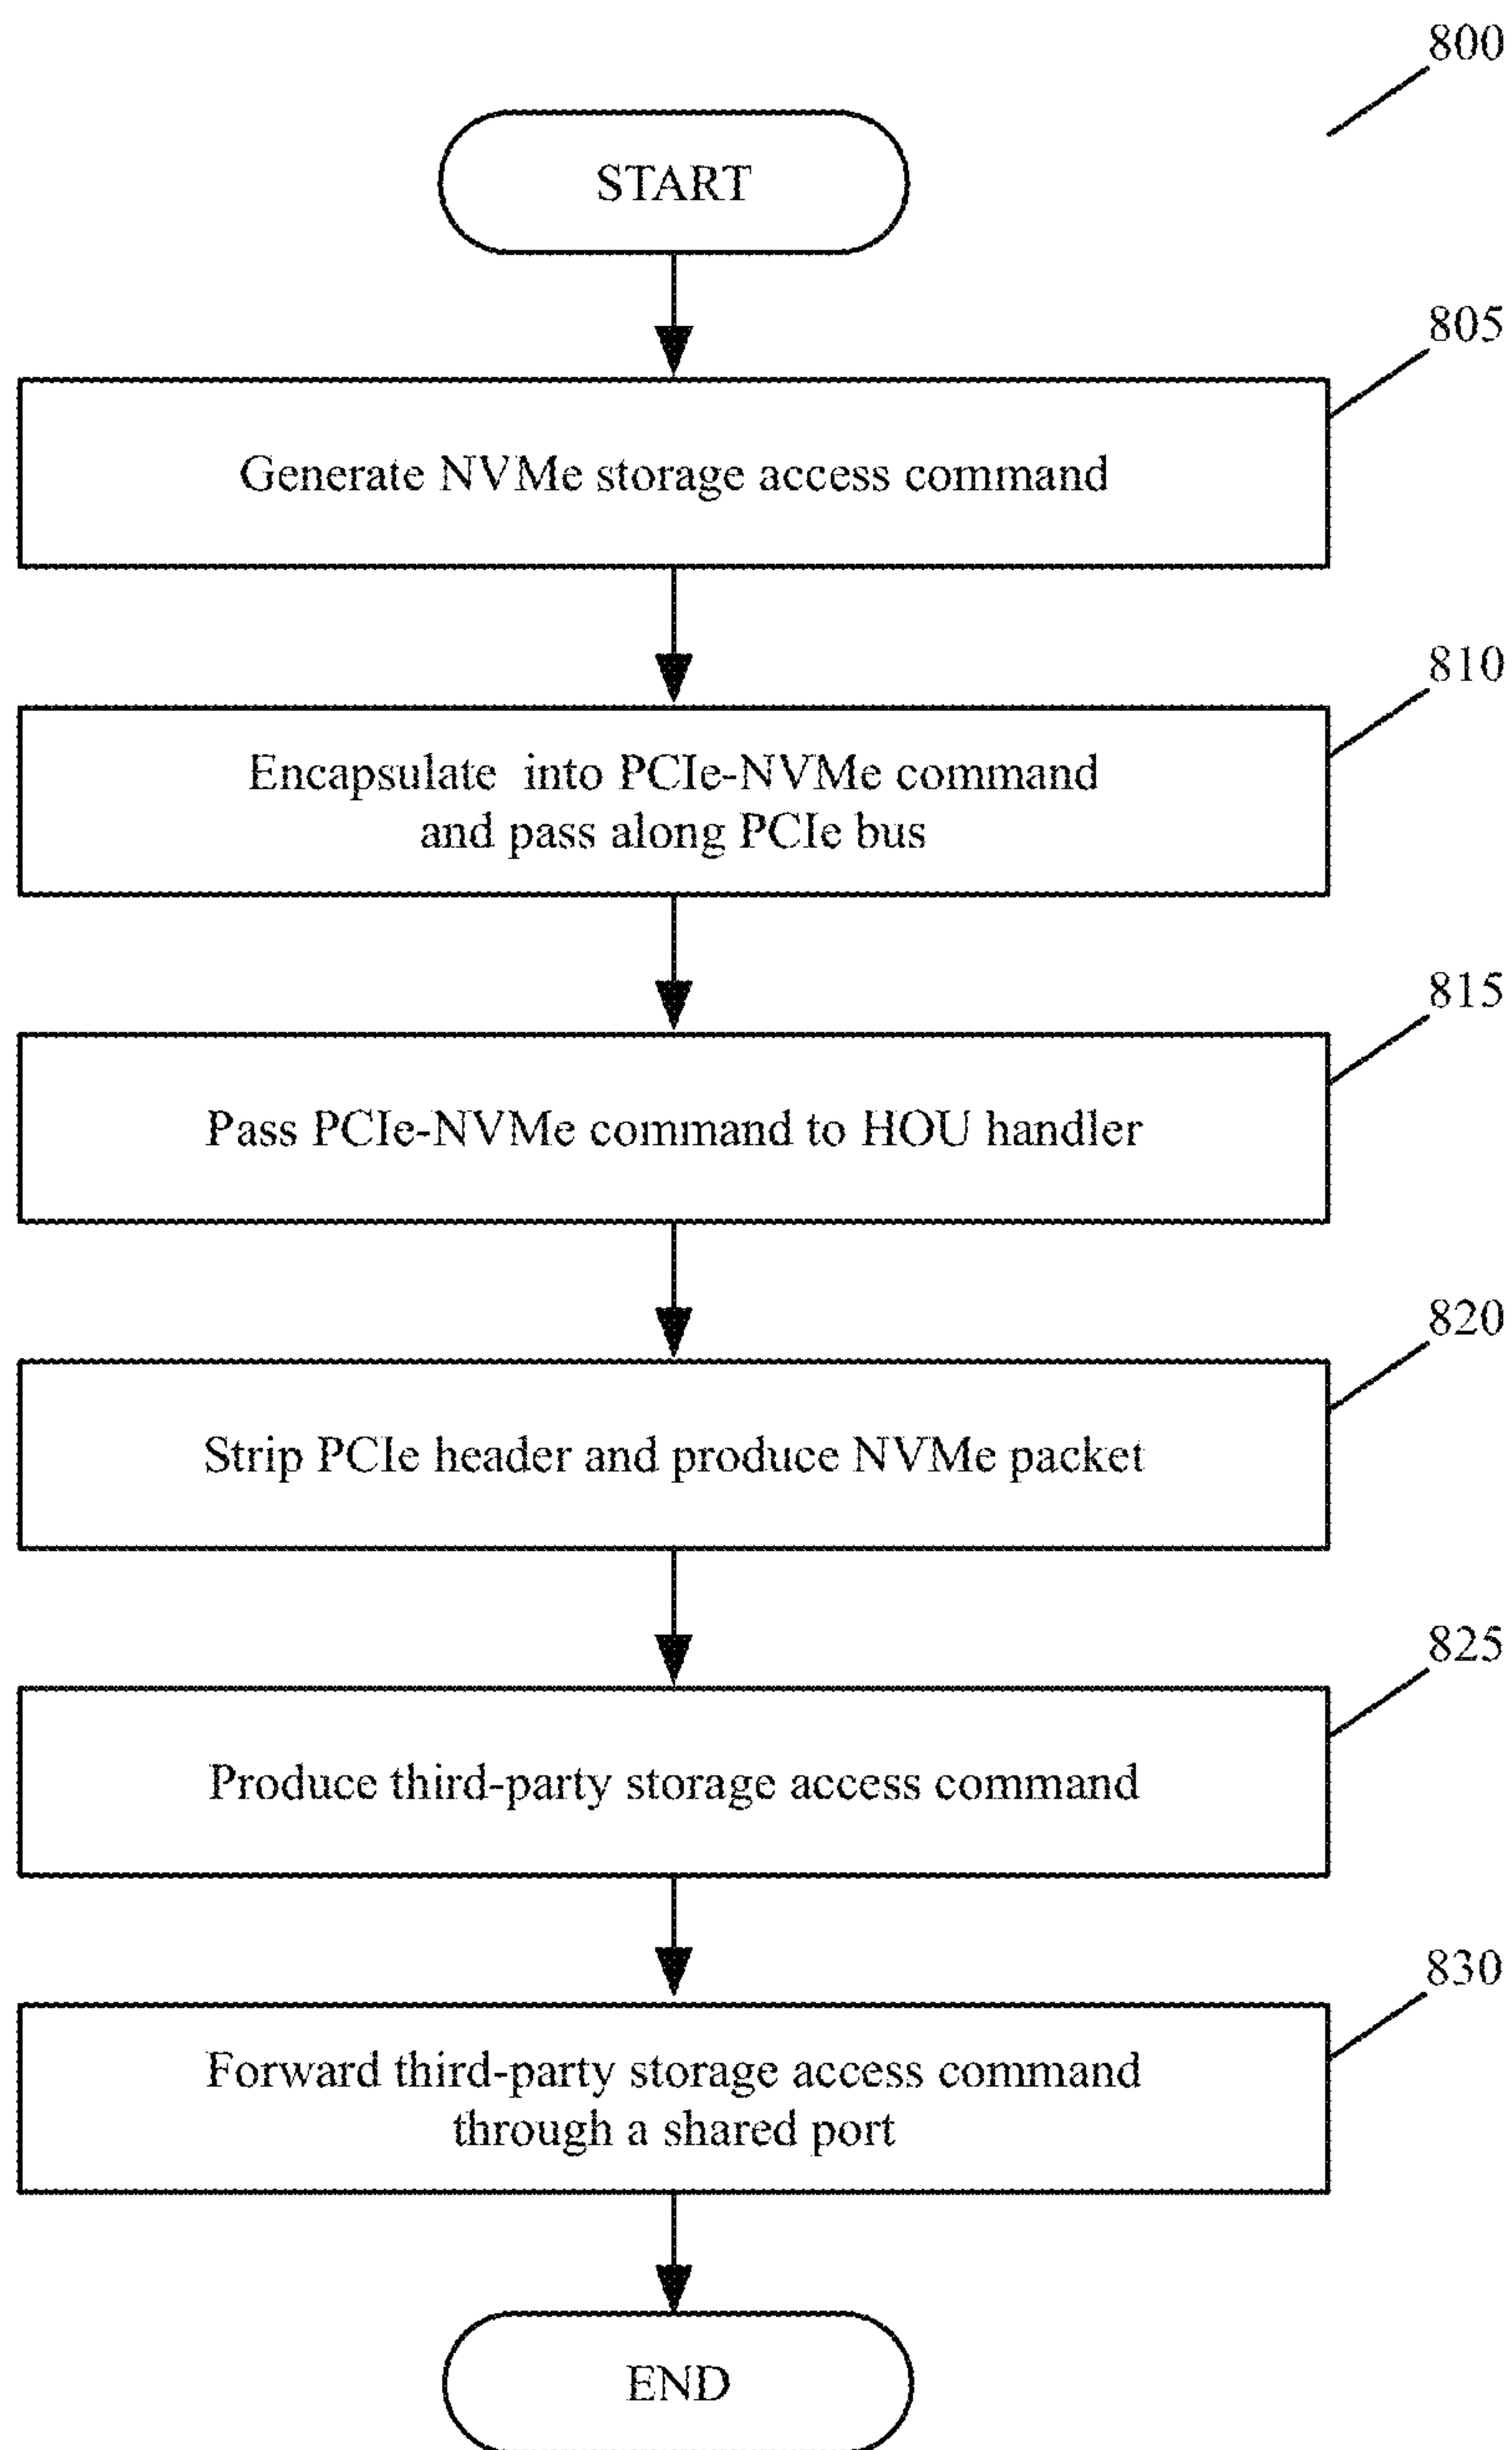 800
START
805
Generate NVMe storage access command
810
Encapsulate into PCIe-NVMe command
and pass along PCIe bus
815
Pass PCIe-NVMe command to HOU handler
820
Strip PCIe header and produce NVMe packet
825
Produce third-party storage access command
830
Forward third-party storage access command
through a shared port
END